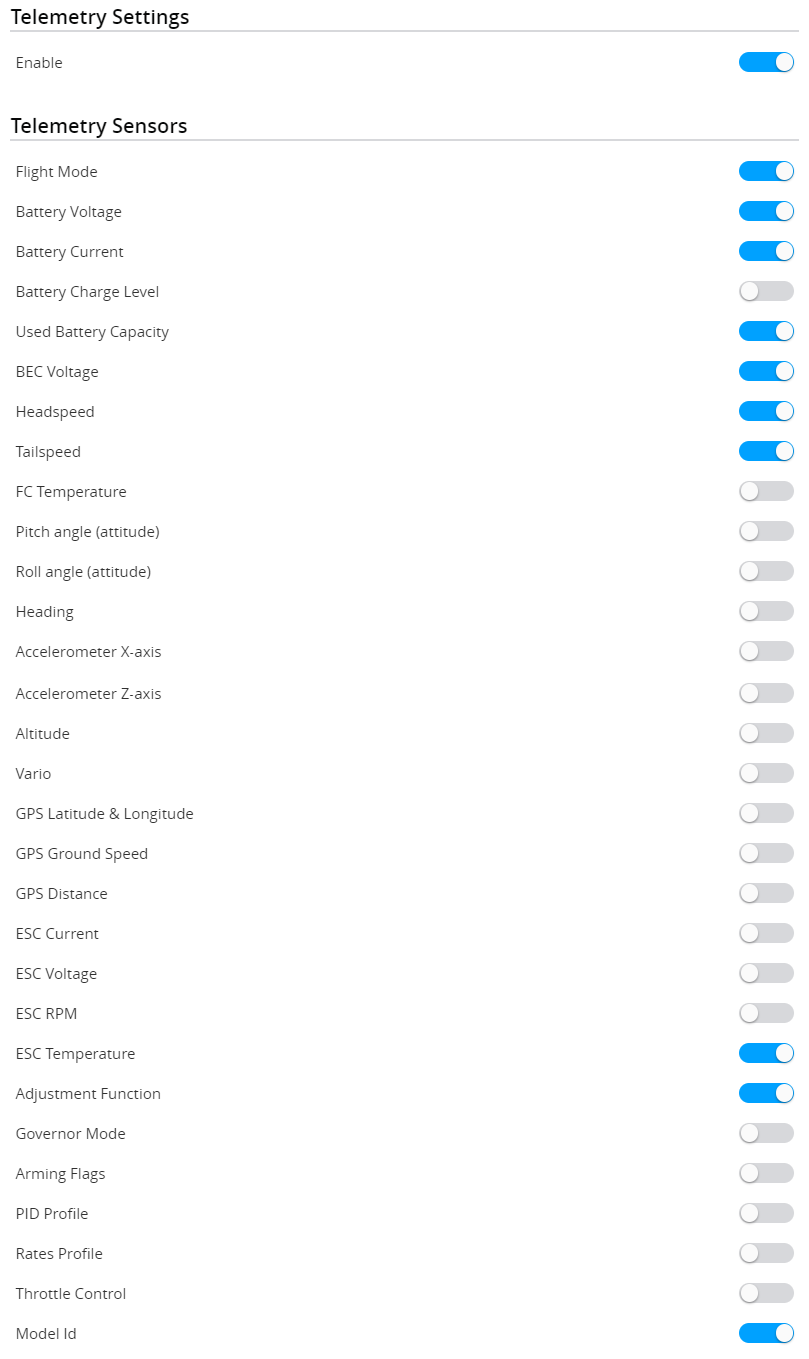 Telemetry Settings
Enable
Telemetry Sensors
Flight Mode
Battery Voltage
Battery Current
Battery Charge Level
Used Battery Capacity
BEC Voltage
Headspeed
Tailspeed
FC Temperature
Pitch angle (attitude)
Roll angle (attitude)
Heading
Accelerometer X-axis
Accelerometer Z-axis
Altitude
Vario
GPS Latitude & Longitude
GPS Ground Speed
GPS Distance
ESC Current
ESC Voltage
ESC RPM
ESC Temperature
Adjustment Function
Governor Mode
Arming Flags
PID Profile
Rates Profile
Throttle Control
Model Id